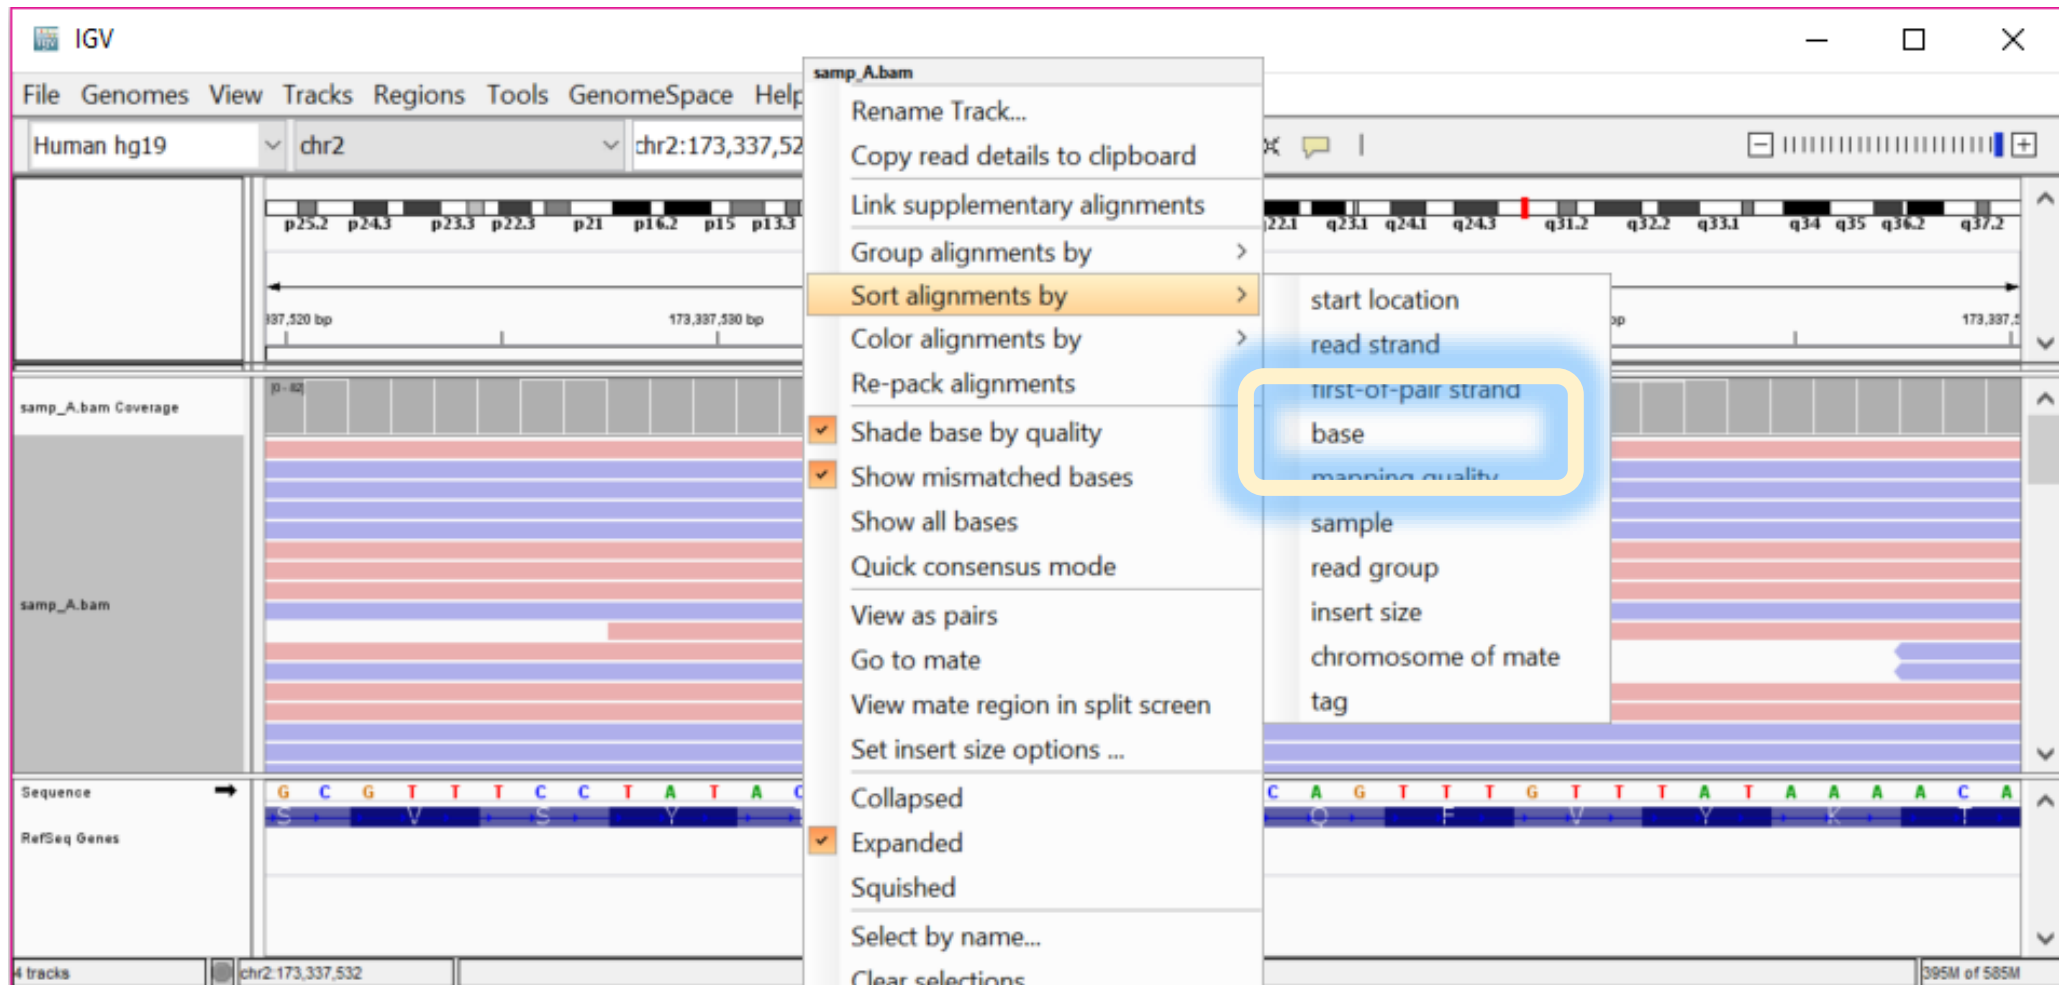 IGV
File Genomes View Tracks Regions Tools GenomeSpace Help
Human hg19 chr2 chr2:173,337,52
p25.2 p24.3 p23.3 p22.3 p21 p16.2 p15 p13.3 q23.1 q24.1 q24.3 q31.2 q32.2 q33.1 q34 q35 q36.2 q37.2
337,520 bp 173,337,530 bp bp
samp_A.bam Coverage
[0 - 82]
samp_A.bam
Sequence
G C G T T T C C T A T A C
C A G T T T G T T T A T A A A A C A
S V S Y
Q F V Y K T
RefSeq Genes
4 tracks chr2:173,337,532 395M of 585M
samp_A.bam
Rename Track...
Copy read details to clipboard
Link supplementary alignments
Group alignments by
Sort alignments by
Color alignments by
Re-pack alignments
Shade base by quality
Show mismatched bases
Show all bases
Quick consensus mode
View as pairs
Go to mate
View mate region in split screen
Set insert size options ...
Collapsed
Expanded
Squished
Select by name...
Clear selections
start location
read strand
first-of-pair strand
base
mapping quality
sample
read group
insert size
chromosome of mate
tag